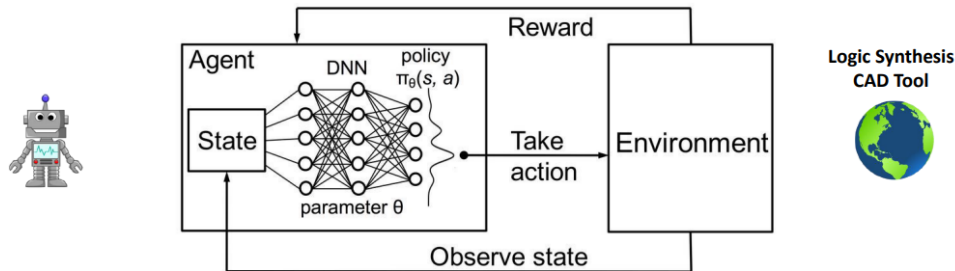 Reward
Agent
policy
πθ(s, a)
DNN
State
parameter θ
Take
action
Environment
Observe state
Logic Synthesis
CAD Tool